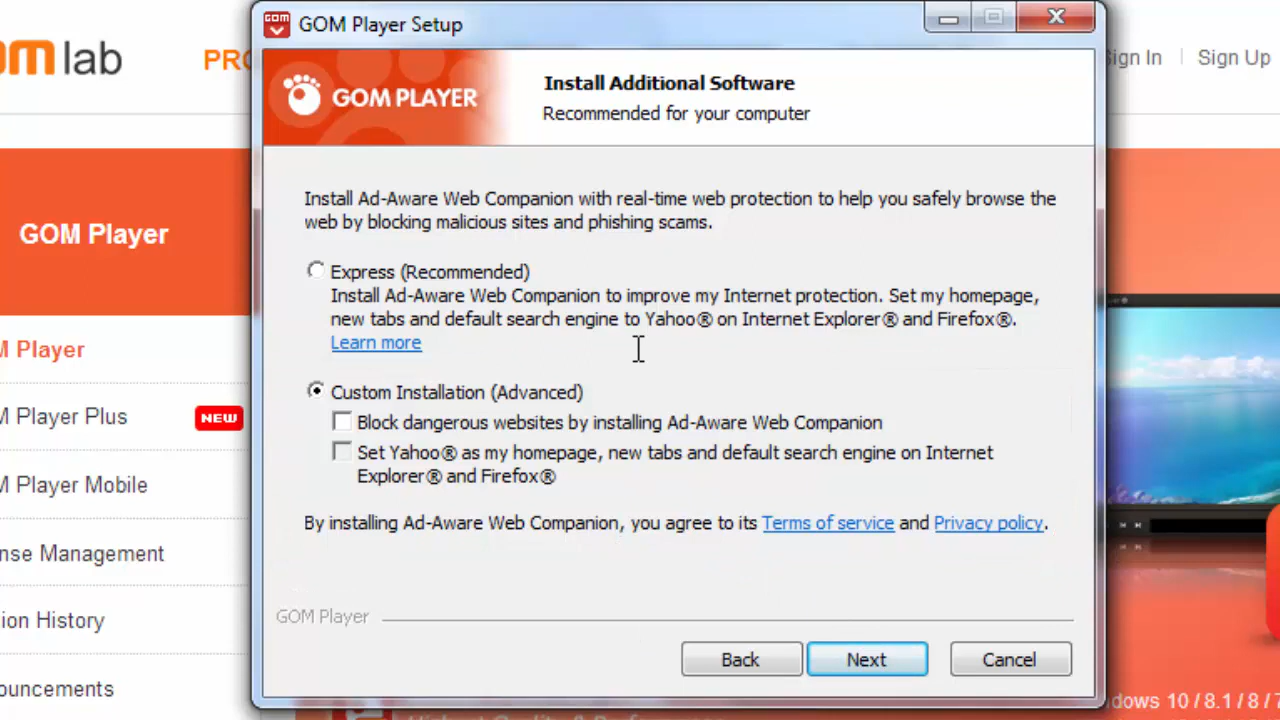 GOM
GOM Player Setup
om lab
PRO
Sign In
Sign Up
GOM PLAYER
Install Additional Software
Recommended for your computer
Install Ad-Aware Web Companion with real-time web protection to help you safely browse the
web by blocking malicious sites and phishing scams.
GOM Player
Express (Recommended)
Install Ad-Aware Web Companion to improve my Internet protection. Set my homepage,
new tabs and default search engine to Yahoo® on Internet Explorer® and Firefox®.
Learn more
M Player
Custom Installation (Advanced)
M Player Plus
NEW
Block dangerous websites by installing Ad-Aware Web Companion
Set Yahoo® as my homepage, new tabs and default search engine on Internet
Explorer® and Firefox®
M Player Mobile
By installing Ad-Aware Web Companion, you agree to its Terms of service and Privacy policy.
nse Management
ion History
GOM Player
Back
Next
Cancel
ouncements
ndows 10 / 8.1 / 8 / 7